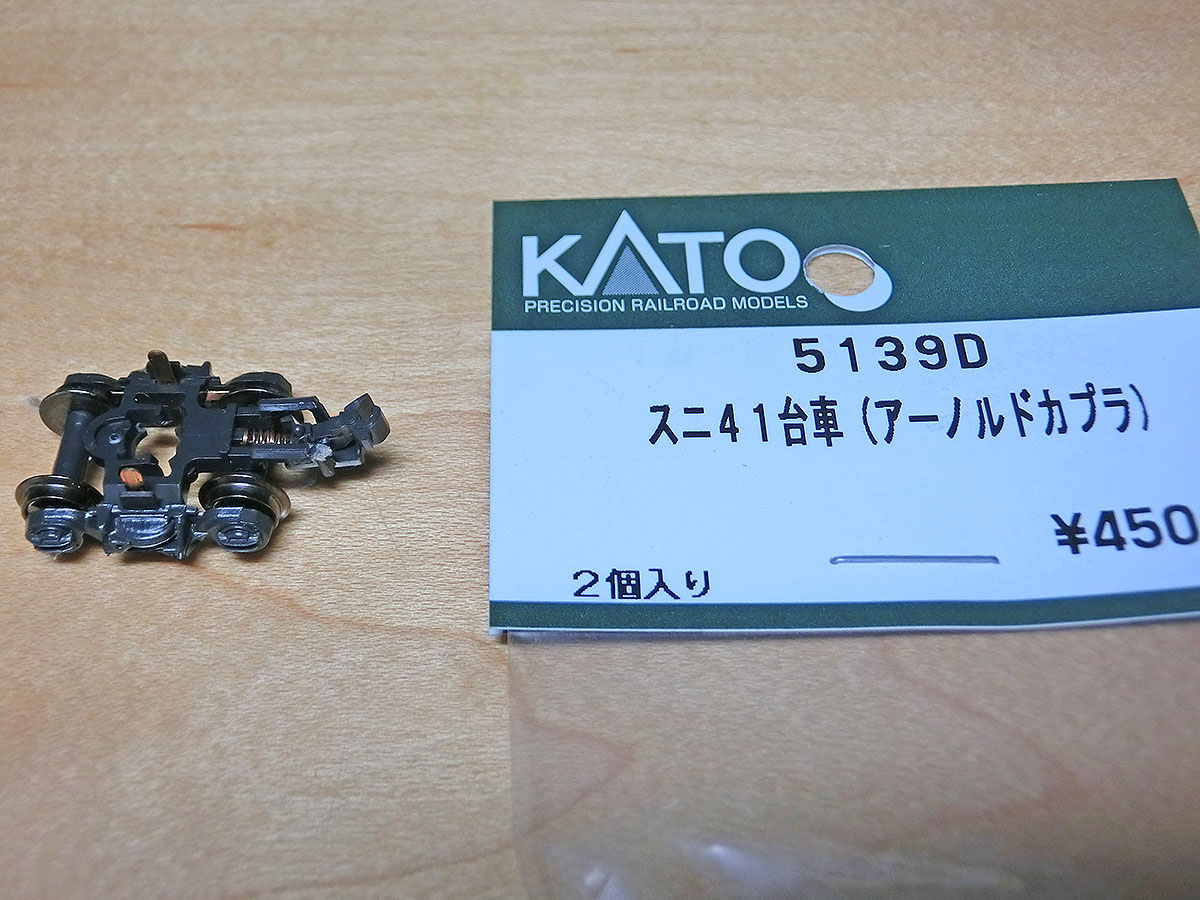 KATO
PRECISION RAILROAD MODELS
5139D
スニ41台車(アーノルドカプラ)
¥450
2個入り